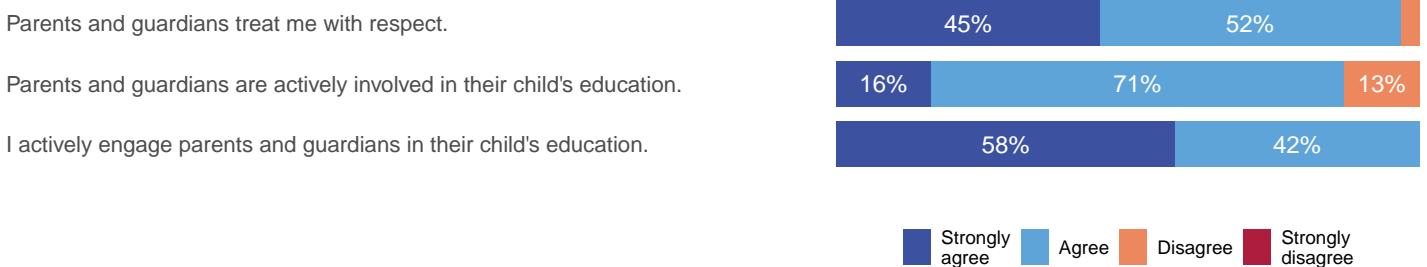 Parents and guardians treat me with respect.
45% 52%
Parents and guardians are actively involved in their child's education.
16% 71% 13%
I actively engage parents and guardians in their child's education.
58% 42%
Strongly agree Agree Disagree Strongly disagree